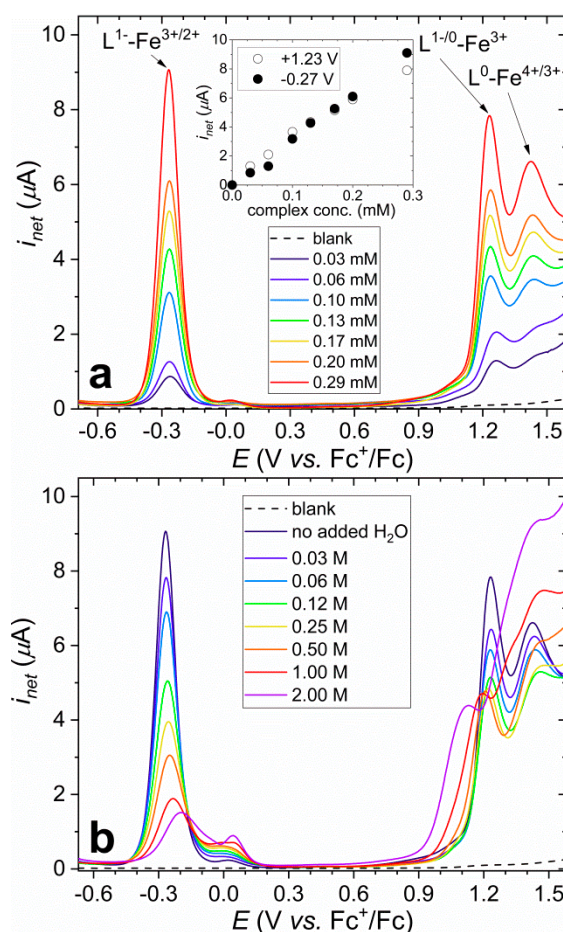 L¹⁻-Fe³⁺/²⁺
L¹⁻/⁰-Fe³⁺
L⁰-Fe⁴⁺/³⁺
+1.23 V
-0.27 V
i_net (μA)
10
8
6
4
2
0
0.0 0.1 0.2 0.3
complex conc. (mM)
blank
0.03 mM
0.06 mM
0.10 mM
0.13 mM
0.17 mM
0.20 mM
0.29 mM
a
i_net (μA)
10
8
6
4
2
0
-0.6 -0.3 0.0 0.3 0.6 0.9 1.2 1.5
E (V vs. Fc⁺/Fc)
blank
no added H₂O
0.03 M
0.06 M
0.12 M
0.25 M
0.50 M
1.00 M
2.00 M
b
i_net (μA)
10
8
6
4
2
0
-0.6 -0.3 0.0 0.3 0.6 0.9 1.2 1.5
E (V vs. Fc⁺/Fc)